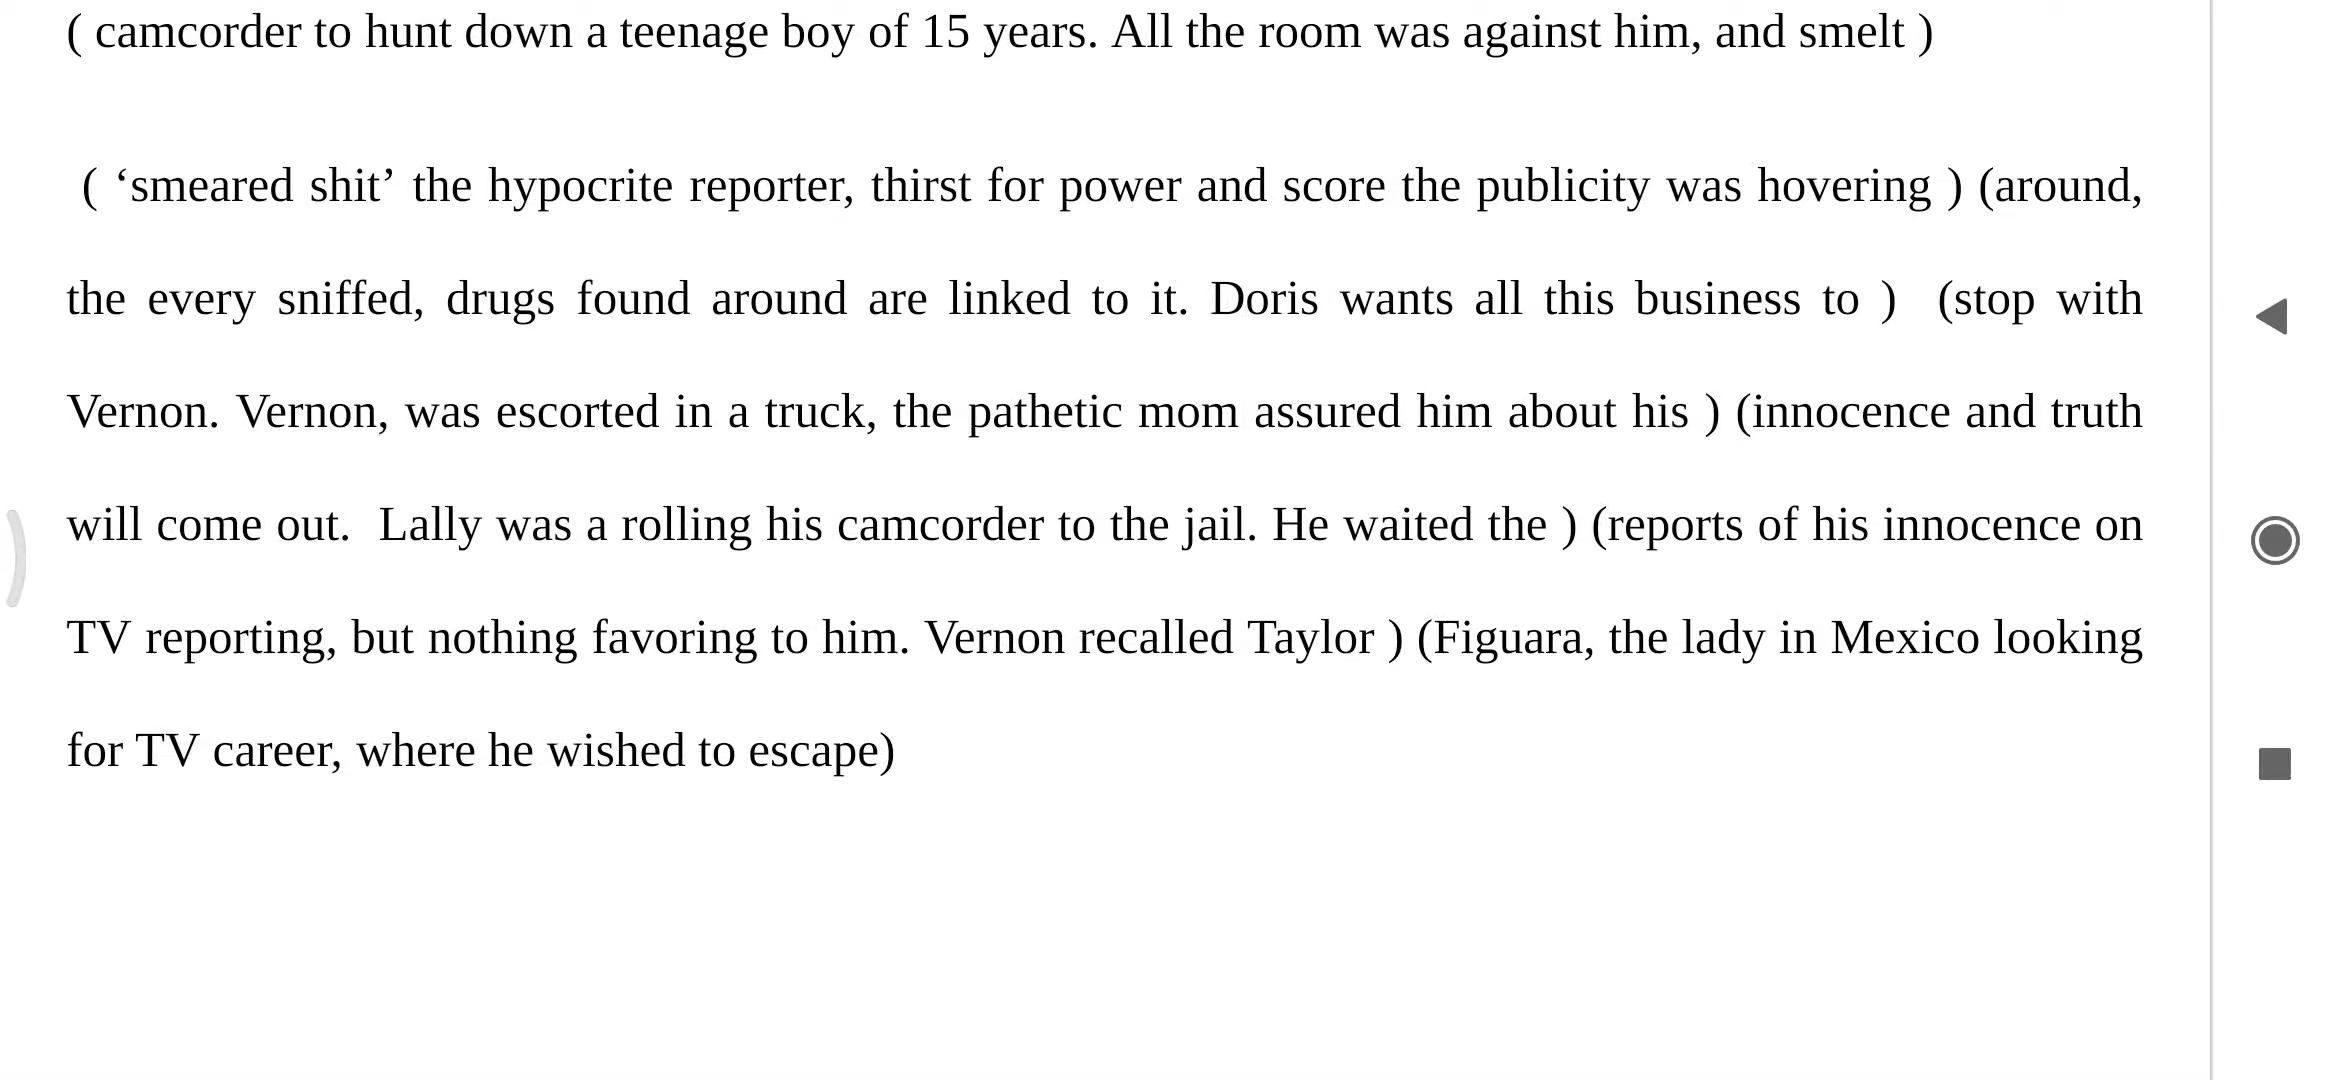 ( camcorder to hunt down a teenage boy of 15 years. All the room was against him, and smelt )
( ‘smeared shit’ the hypocrite reporter, thirst for power and score the publicity was hovering ) (around,
the every sniffed, drugs found around are linked to it. Doris wants all this business to ) (stop with
Vernon. Vernon, was escorted in a truck, the pathetic mom assured him about his ) (innocence and truth
will come out. Lally was a rolling his camcorder to the jail. He waited the ) (reports of his innocence on
TV reporting, but nothing favoring to him. Vernon recalled Taylor ) (Figuara, the lady in Mexico looking
for TV career, where he wished to escape)